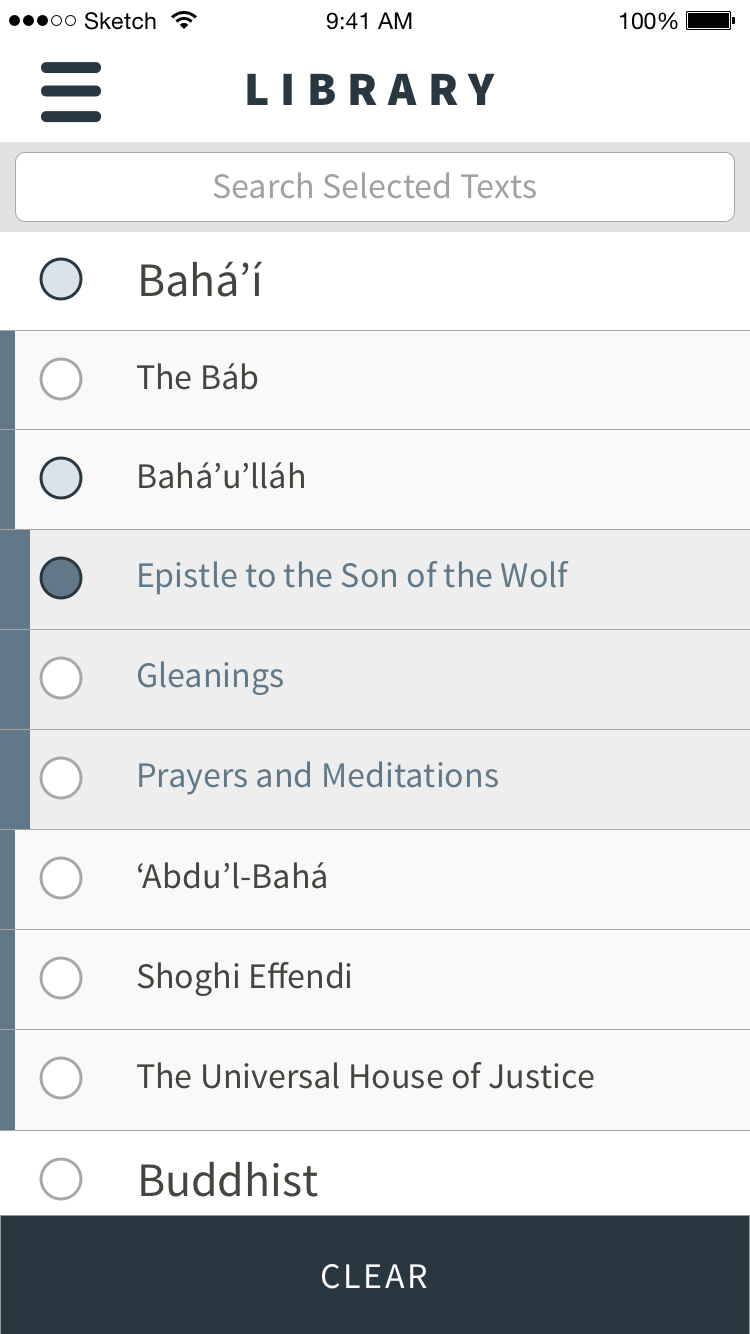 Sketch 9:41 AM 100%
LIBRARY
Search Selected Texts
Bahá’í
The Báb
Bahá’u’lláh
Epistle to the Son of the Wolf
Gleanings
Prayers and Meditations
‘Abdu’l-Bahá
Shoghi Effendi
The Universal House of Justice
Buddhist
CLEAR